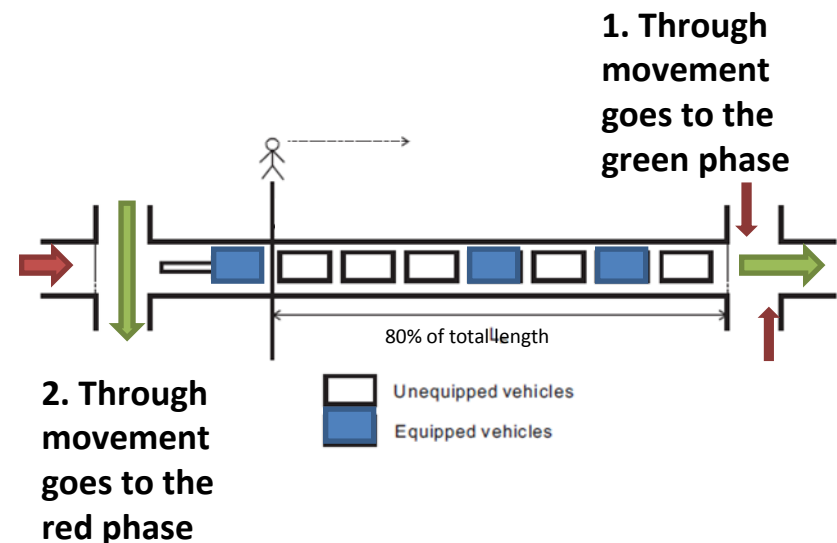 1. Through
movement
goes to the
green phase
80% of total length
2. Through
movement
goes to the
red phase
Unequipped vehicles
Equipped vehicles